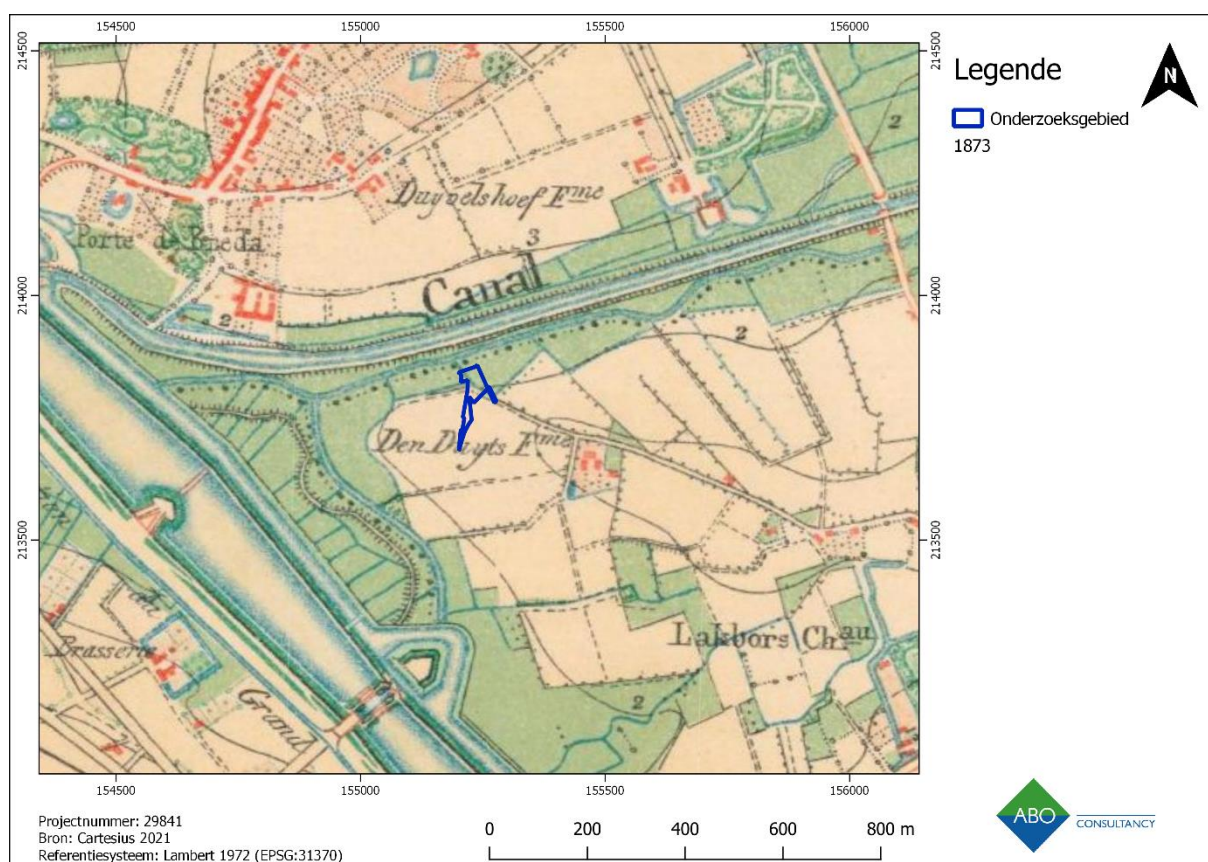 154500 155000 155500 156000
214500 214500
Legende
N
Onderzoeksgebied
1873
2
Duyvelshoef Fme
Porte de Breda
3
Canal
214000 214000
2
2
Den Duyts Fme
213500 213500
Lakbors Chau
Brasserie
2
Grand
154500 155000 155500 156000
Projectnummer: 29841
Bron: Cartesius 2021
Referentiesysteem: Lambert 1972 (EPSG:31370)
0 200 400 600 800 m
ABO CONSULTANCY